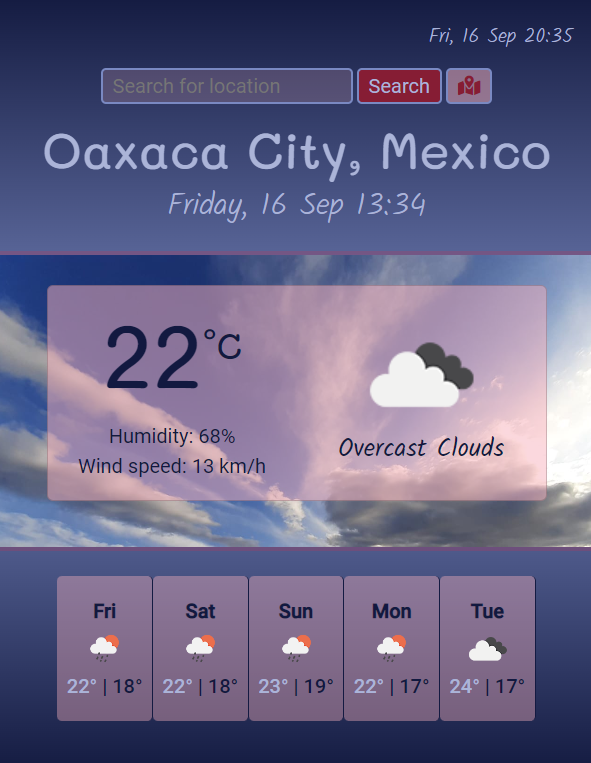 Fri, 16 Sep 20:35
Search for location Search
Oaxaca City, Mexico
Friday, 16 Sep 13:34
22°C
Humidity: 68%
Wind speed: 13 km/h
Overcast Clouds
Fri Sat Sun Mon Tue
22° | 18° 22° | 18° 23° | 19° 22° | 17° 24° | 17°